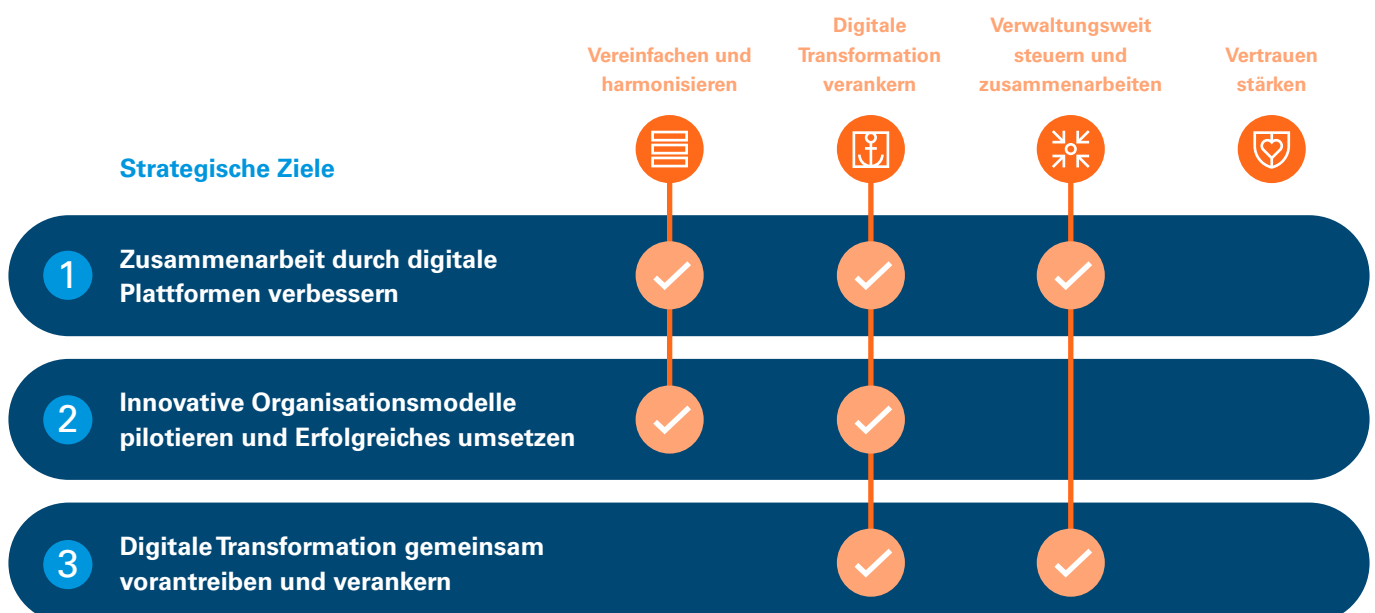 Vereinfachen und
harmonisieren
Digitale
Transformation
verankern
Verwaltungsweit
steuern und
zusammenarbeiten
Vertrauen
stärken
Strategische Ziele
1
Zusammenarbeit durch digitale
Plattformen verbessern
2
Innovative Organisationsmodelle
pilotieren und Erfolgreiches umsetzen
3
Digitale Transformation gemeinsam
vorantreiben und verankern